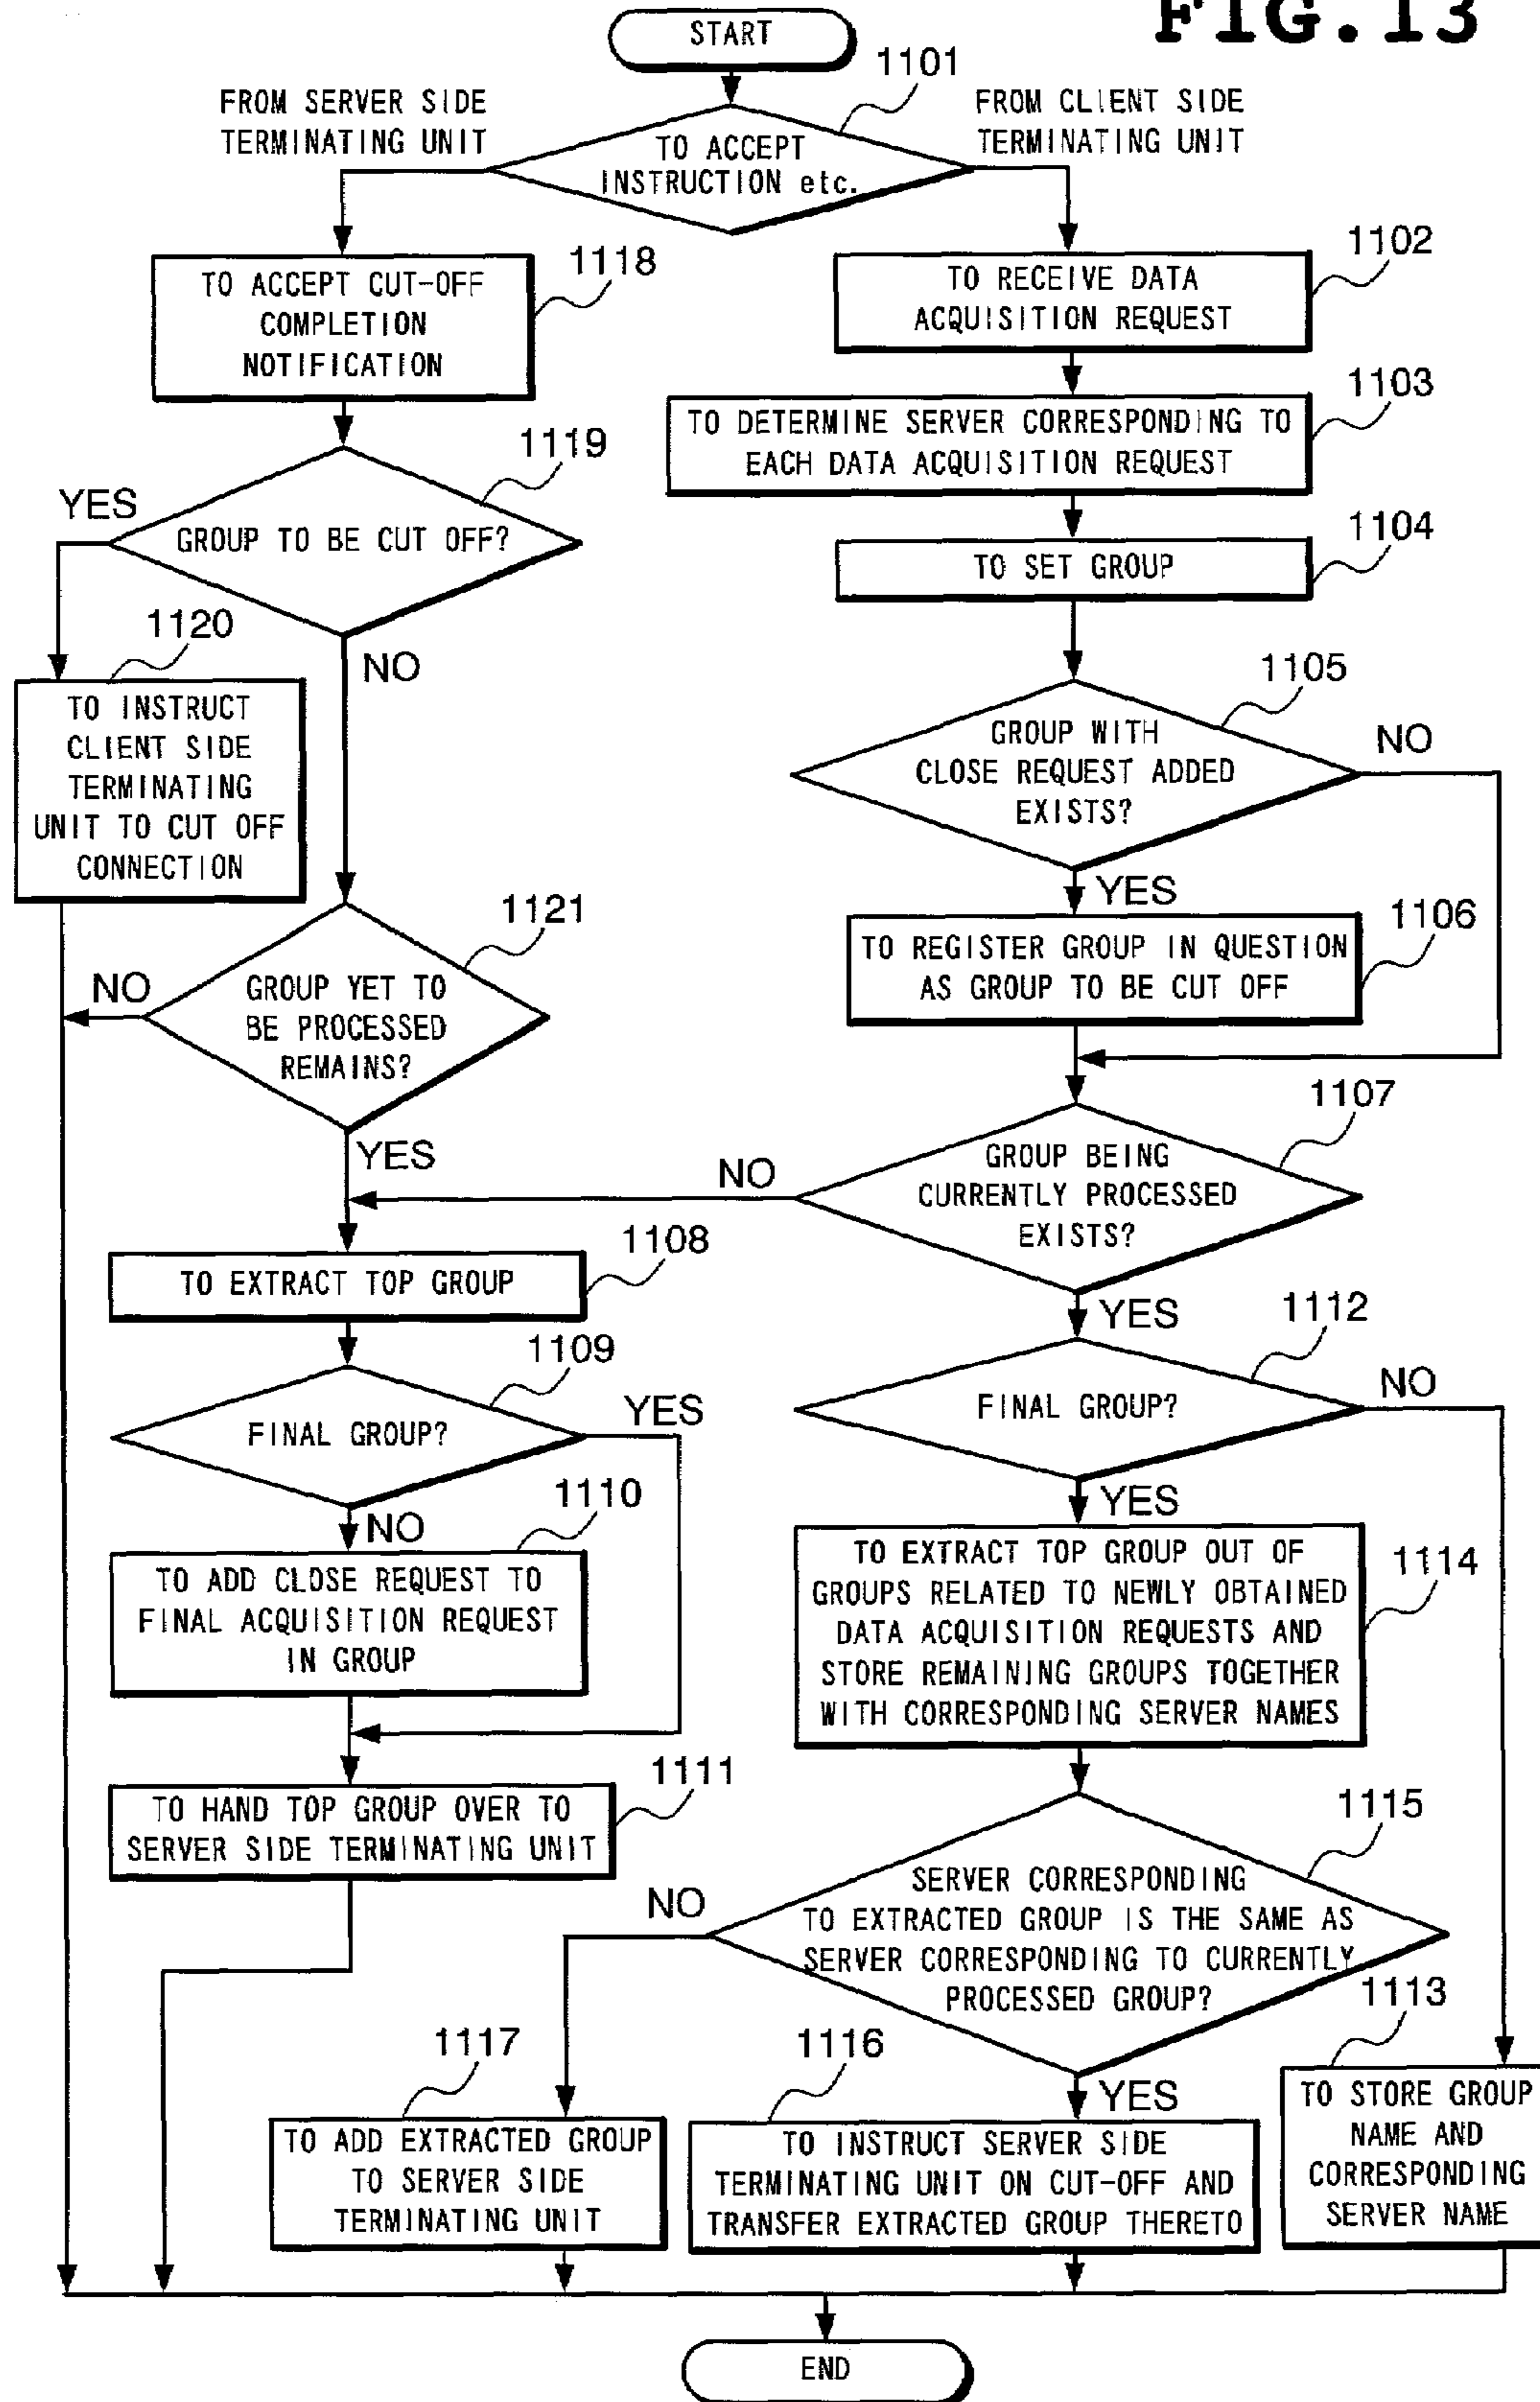 FIG.13
START
1101
FROM SERVER SIDE
TERMINATING UNIT
FROM CLIENT SIDE
TERMINATING UNIT
TO ACCEPT
INSTRUCTION etc.
1118
TO ACCEPT CUT-OFF
COMPLETION
NOTIFICATION
1102
TO RECEIVE DATA
ACQUISITION REQUEST
1103
TO DETERMINE SERVER CORRESPONDING TO
EACH DATA ACQUISITION REQUEST
1119
YES
GROUP TO BE CUT OFF?
NO
1104
TO SET GROUP
1120
TO INSTRUCT
CLIENT SIDE
TERMINATING
UNIT TO CUT OFF
CONNECTION
1105
GROUP WITH
CLOSE REQUEST ADDED
EXISTS?
NO
YES
1106
TO REGISTER GROUP IN QUESTION
AS GROUP TO BE CUT OFF
1121
NO
GROUP YET TO
BE PROCESSED
REMAINS?
YES
1107
NO
GROUP BEING
CURRENTLY PROCESSED
EXISTS?
YES
1108
TO EXTRACT TOP GROUP
1109
FINAL GROUP?
YES
NO
1112
FINAL GROUP?
NO
YES
1110
TO ADD CLOSE REQUEST TO
FINAL ACQUISITION REQUEST
IN GROUP
1114
TO EXTRACT TOP GROUP OUT OF
GROUPS RELATED TO NEWLY OBTAINED
DATA ACQUISITION REQUESTS AND
STORE REMAINING GROUPS TOGETHER
WITH CORRESPONDING SERVER NAMES
1111
TO HAND TOP GROUP OVER TO
SERVER SIDE TERMINATING UNIT
1115
NO
SERVER CORRESPONDING
TO EXTRACTED GROUP IS THE SAME AS
SERVER CORRESPONDING TO CURRENTLY
PROCESSED GROUP?
YES
1113
TO STORE GROUP
NAME AND
CORRESPONDING
SERVER NAME
1117
TO ADD EXTRACTED GROUP
TO SERVER SIDE
TERMINATING UNIT
1116
TO INSTRUCT SERVER SIDE
TERMINATING UNIT ON CUT-OFF AND
TRANSFER EXTRACTED GROUP THERETO
END